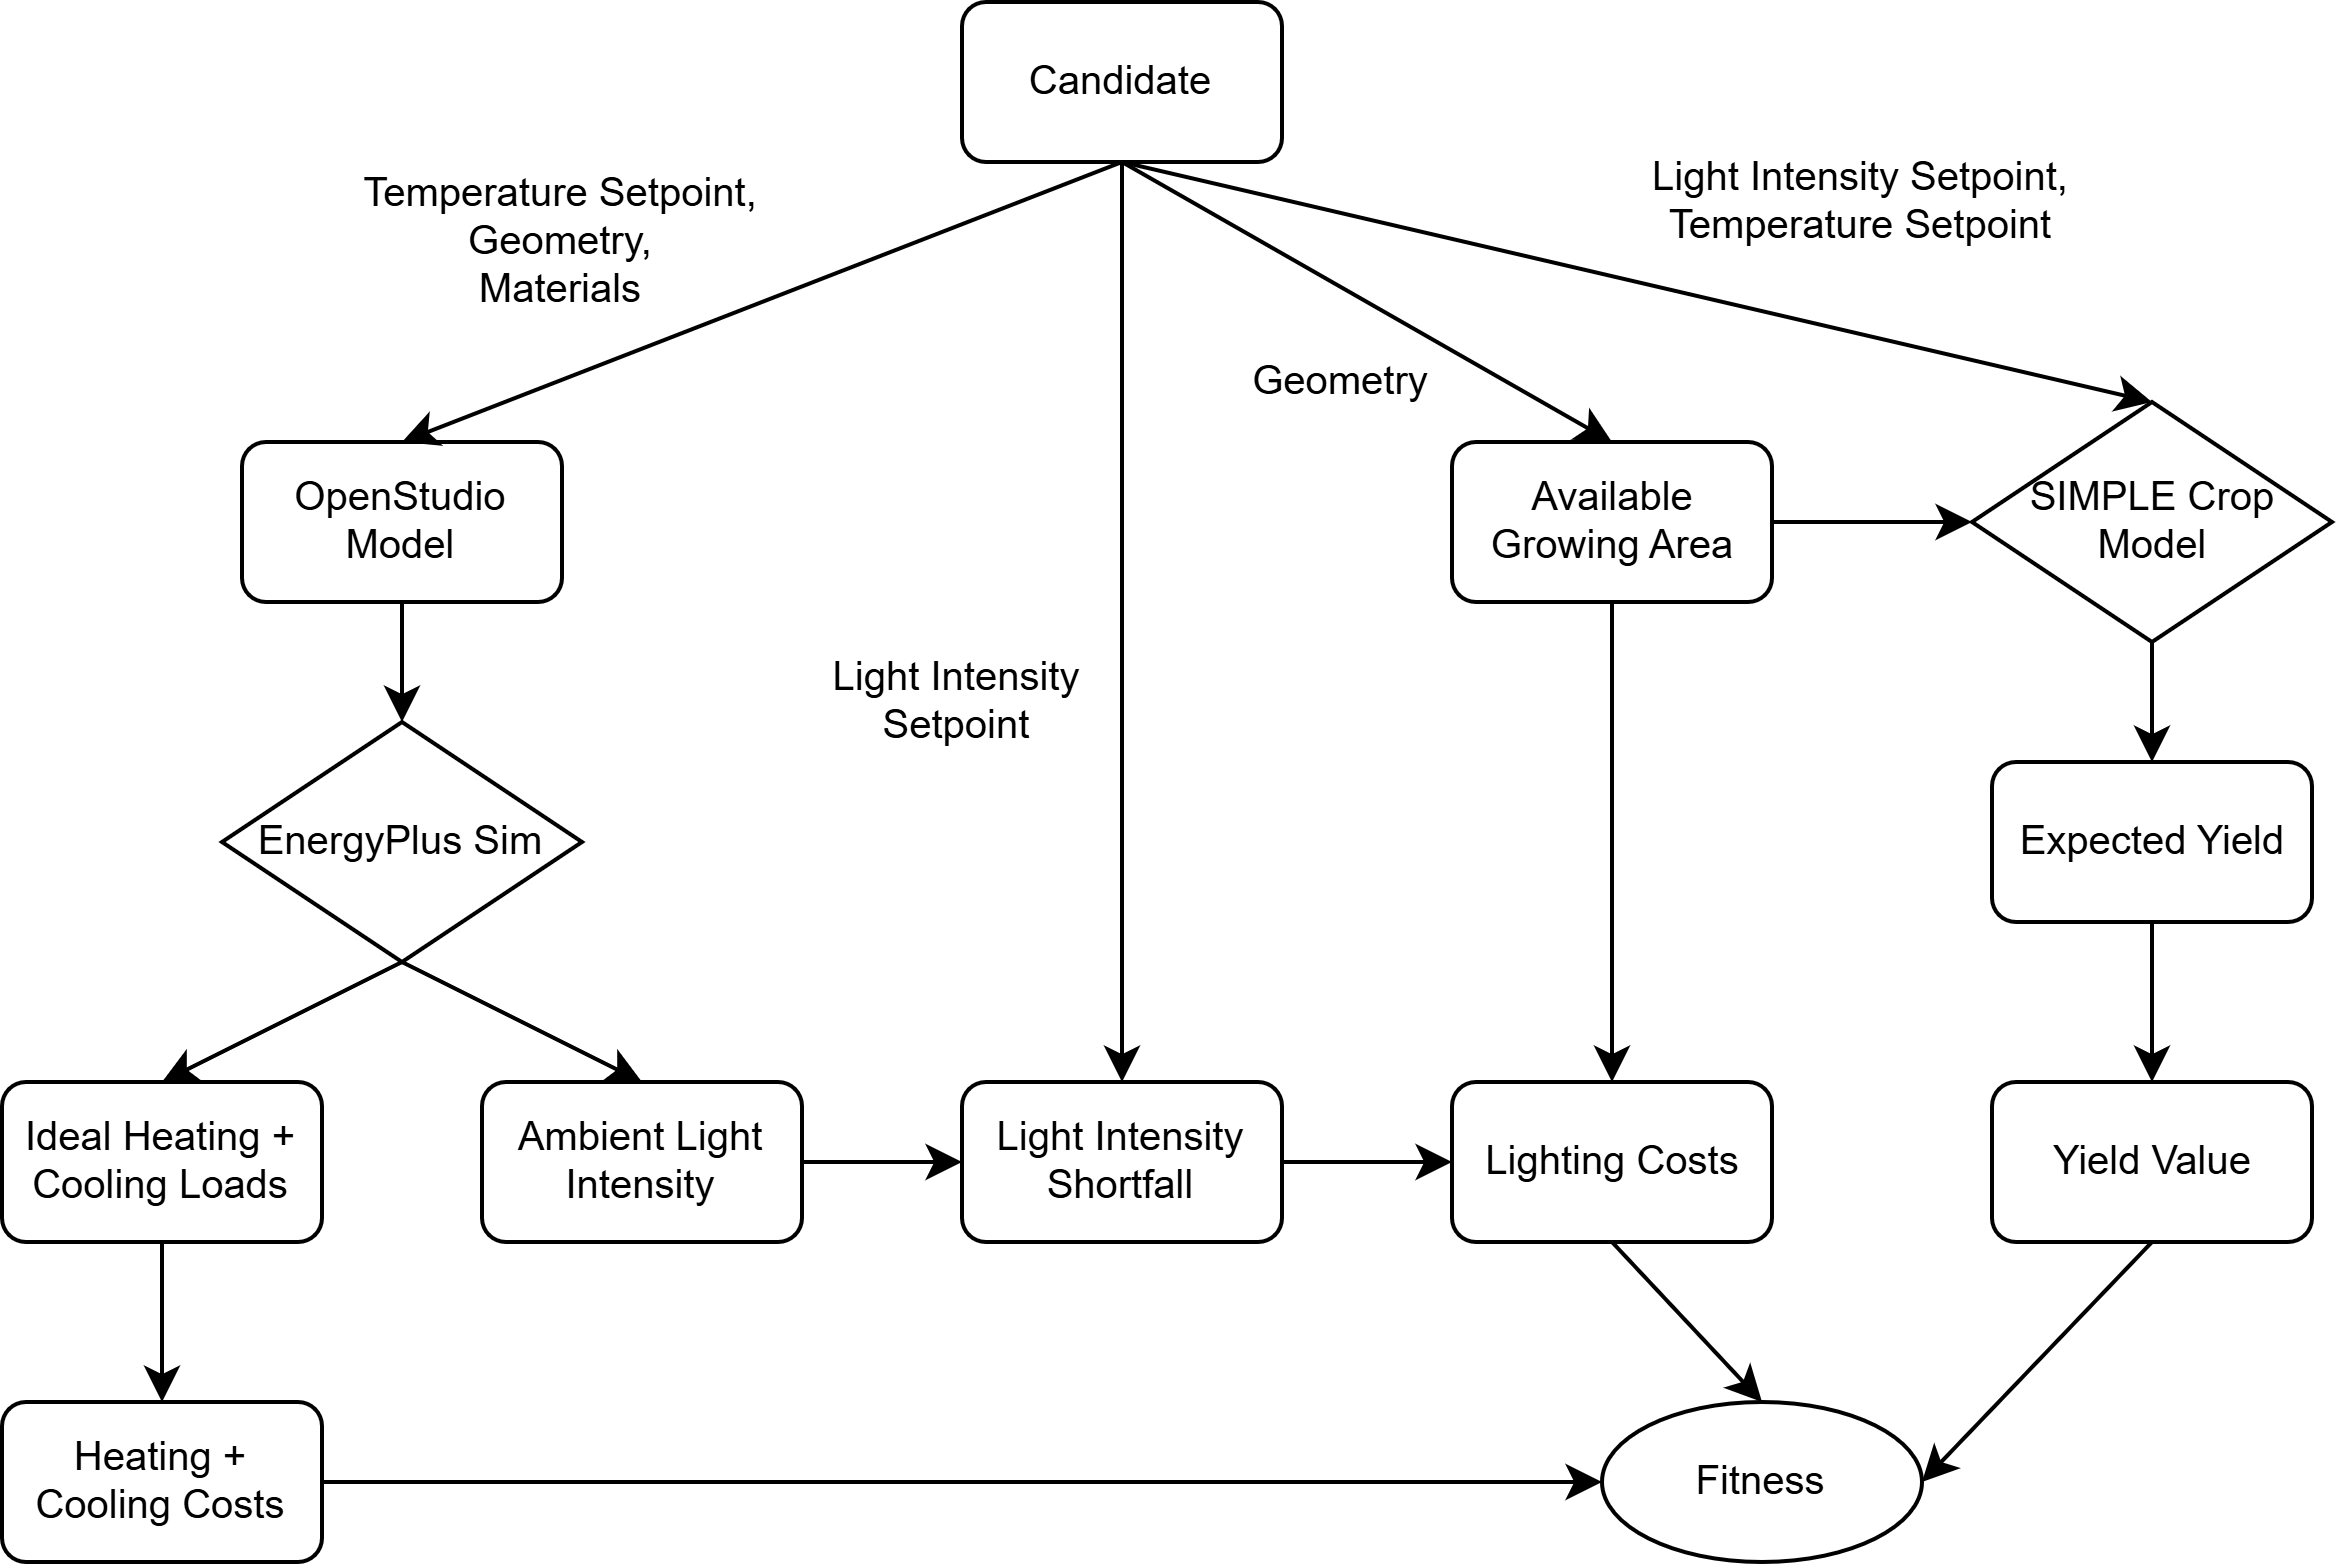 Candidate
Temperature Setpoint,
Geometry,
Materials
Light Intensity Setpoint,
Temperature Setpoint
Geometry
OpenStudio
Model
Available
Growing Area
SIMPLE Crop
Model
Light Intensity
Setpoint
EnergyPlus Sim
Expected Yield
Ideal Heating +
Cooling Loads
Ambient Light
Intensity
Light Intensity
Shortfall
Lighting Costs
Yield Value
Heating +
Cooling Costs
Fitness